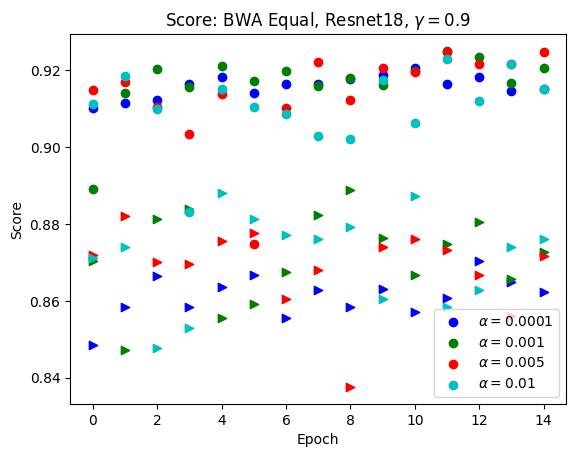 Score: BWA Equal, Resnet18, γ = 0.9
Score
0.92
0.90
0.88
0.86
0.84
α = 0.0001
α = 0.001
α = 0.005
α = 0.01
0 2 4 6 8 10 12 14
Epoch